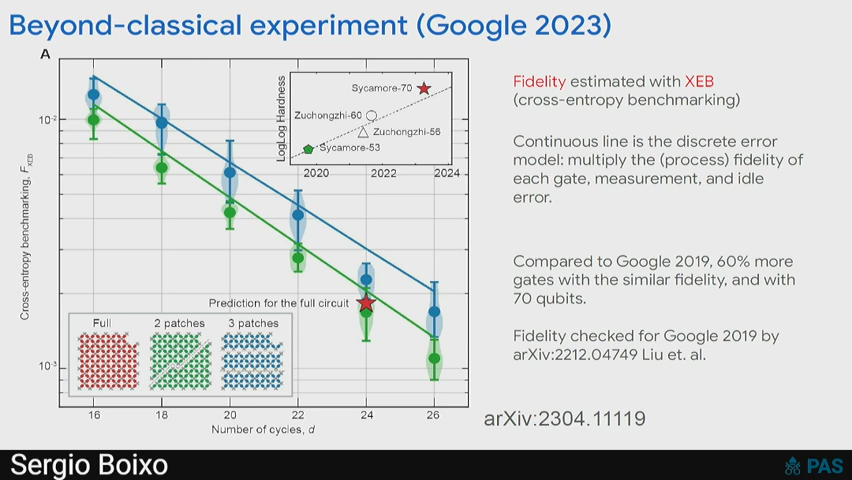 Beyond-classical experiment (Google 2023)
A
10-2
10-3
Cross-entropy benchmarking, FXEB
16
18
20
22
24
26
Number of cycles, d
LogLog Hardness
Sycamore-70
Zuchongzhi-60
Zuchongzhi-56
Sycamore-53
2020
2022
2024
Prediction for the full circuit
Full
2 patches
3 patches
Fidelity estimated with XEB
(cross-entropy benchmarking)
Continuous line is the discrete error
model: multiply the (process) fidelity of
each gate, measurement, and idle
error.
Compared to Google 2019, 60% more
gates with the similar fidelity, and with
70 qubits.
Fidelity checked for Google 2019 by
arXiv:2212.04749 Liu et. al.
arXiv:2304.11119
Sergio Boixo
PAS